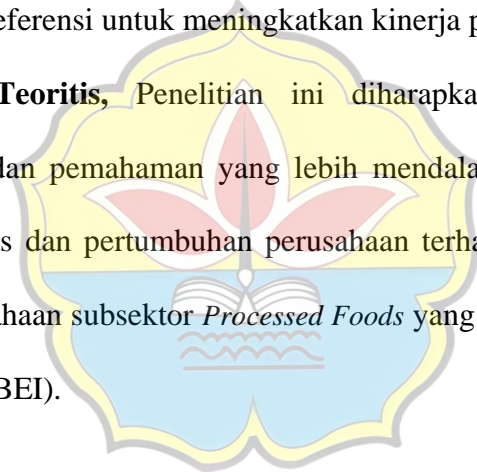 eferensi untuk meningkatkan kinerja p
Teoritis, Penelitian ini diharapka
dan pemahaman yang lebih mendala
s dan pertumbuhan perusahaan terha
ahaan subsektor Processed Foods yang
BEI).